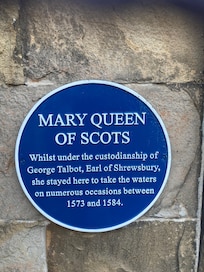 MARY QUEEN
OF SCOTS
Whilst under the custodianship of
George Talbot, Earl of Shrewsbury,
she stayed here to take the waters
on numerous occasions between
1573 and 1584.